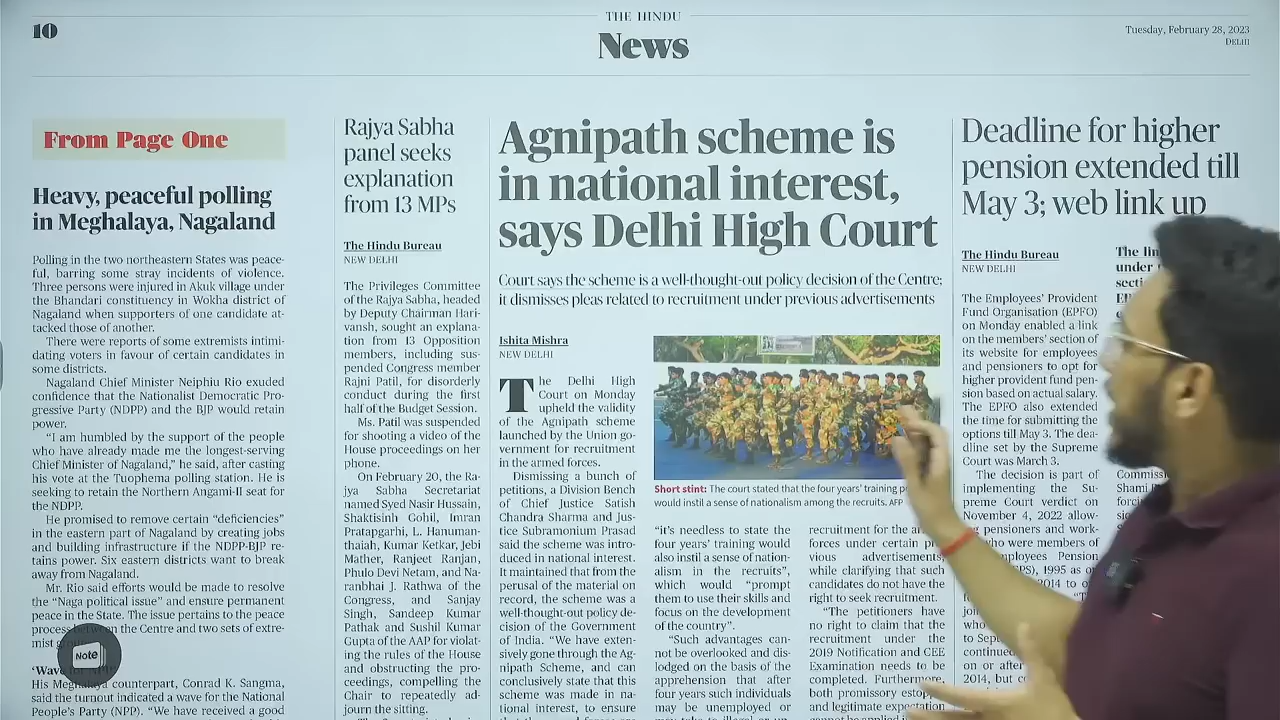 10
THE HINDU
News
Tuesday, February 28, 2023
DELHI
From Page One
Heavy, peaceful polling
in Meghalaya, Nagaland
Polling in the two northeastern States was peace-
ful, barring some stray incidents of violence.
Three persons were injured in Akuk village under
the Bhandari constituency in Wokha district of
Nagaland when supporters of one candidate at-
tacked those of another.
There were reports of some extremists intimi-
dating voters in favour of certain candidates in
some districts.
Nagaland Chief Minister Neiphiu Rio exuded
confidence that the Nationalist Democratic Pro-
gressive Party (NDPP) and the BJP would retain
power.
“I am humbled by the support of the people
who have already made me the longest-serving
Chief Minister of Nagaland,” he said, after casting
his vote at the Tuophema polling station. He is
seeking to retain the Northern Angami-II seat for
the NDPP.
He promised to remove certain “deficiencies”
in the eastern part of Nagaland by creating jobs
and building infrastructure if the NDPP-BJP re-
tains power. Six eastern districts want to break
away from Nagaland.
Mr. Rio said efforts would be made to resolve
the “Naga political issue” and ensure permanent
peace in the State. The issue pertains to the peace
process between the Centre and two sets of extre-
mist
Note
‘Wave
His Meghalaya counterpart, Conrad K. Sangma,
said the turnout indicated a wave for the National
People’s Party (NPP). “We have received a good
Rajya Sabha
panel seeks
explanation
from 13 MPs
The Hindu Bureau
NEW DELHI
The Privileges Committee
of the Rajya Sabha, headed
by Deputy Chairman Hari-
vansh, sought an explana-
tion from 13 Opposition
members, including sus-
pended Congress member
Rajni Patil, for disorderly
conduct during the first
half of the Budget Session.
Ms. Patil was suspended
for shooting a video of the
House proceedings on her
phone.
On February 20, the Ra-
jya Sabha Secretariat
named Syed Nasir Hussain,
Shaktisinh Gohil, Imran
Pratapgarhi, L. Hanuman-
thaiah, Kumar Ketkar, Jebi
Mather, Ranjeet Ranjan,
Phulo Devi Netam, and Na-
ranbhai J. Rathwa of the
Congress, and Sanjay
Singh, Sandeep Kumar
Pathak and Sushil Kumar
Gupta of the AAP for violat-
ing the rules of the House
and obstructing the pro-
ceedings, compelling the
Chair to repeatedly ad-
journ the sitting.
Agnipath scheme is
in national interest,
says Delhi High Court
Court says the scheme is a well-thought-out policy decision of the Centre;
it dismisses pleas related to recruitment under previous advertisements
Ishita Mishra
NEW DELHI
The Delhi High
Court on Monday
upheld the validity
of the Agnipath scheme
launched by the Union go-
vernment for recruitment
in the armed forces.
Dismissing a bunch of
petitions, a Division Bench
of Chief Justice Satish
Chandra Sharma and Jus-
tice Subramonium Prasad
said the scheme was intro-
duced in national interest.
It maintained that from the
perusal of the material on
record, the scheme was a
well-thought-out policy de-
cision of the Government
of India. “We have exten-
sively gone through the Ag-
nipath Scheme, and can
conclusively state that this
scheme was made in na-
tional interest, to ensure
Short stint: The court stated that the four years’ training
would instil a sense of nationalism among the recruits. AFP
“it’s needless to state the
four years’ training would
also instil a sense of nation-
alism in the recruits”,
which would “prompt
them to use their skills and
focus on the development
of the country”.
“Such advantages can-
not be overlooked and dis-
lodged on the basis of the
apprehension that after
four years such individuals
may be unemployed or
recruitment for the
forces under certain
vious advertisements,
while clarifying that such
candidates do not have the
right to seek recruitment.
“The petitioners have
no right to claim that the
recruitment under the
2019 Notification and CEE
Examination needs to be
completed. Furthermore,
both promissory
and legitimate expectation
Deadline for higher
pension extended till
May 3; web link up
The Hindu Bureau
NEW DELHI
The Employees’ Provident
Fund Organisation (EPFO)
on Monday enabled a link
on the members’ section of
its website for employees
and pensioners to opt for
higher provident fund pen-
sion based on actual salary.
The EPFO also extended
the time for submitting the
options till May 3. The dea-
dline set by the Supreme
Court was March 3.
The decision is part of
implementing the Su-
preme Court verdict on
November 4, 2022 allow-
pensioners and work-
who were members of
Pension
1995 as
2014 to
who
to Sept
continued
on or after
2014, but
The
under